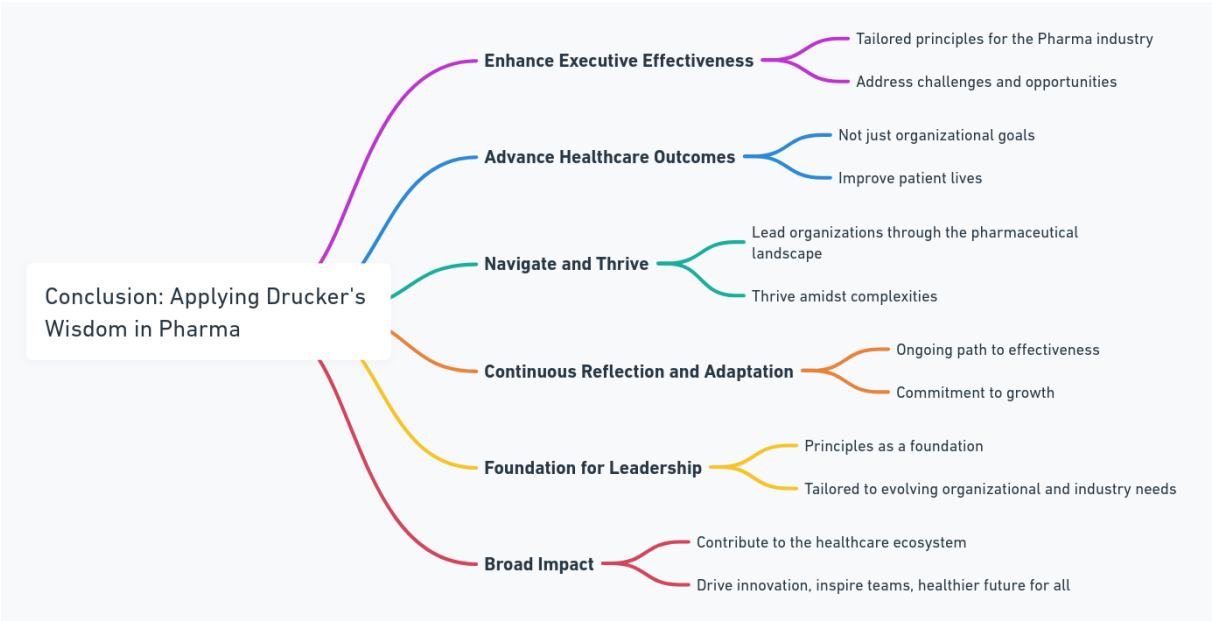 Conclusion: Applying Drucker's
Wisdom in Pharma
Enhance Executive Effectiveness
Tailored principles for the Pharma industry
Address challenges and opportunities
Advance Healthcare Outcomes
Not just organizational goals
Improve patient lives
Navigate and Thrive
Lead organizations through the pharmaceutical
landscape
Thrive amidst complexities
Continuous Reflection and Adaptation
Ongoing path to effectiveness
Commitment to growth
Foundation for Leadership
Principles as a foundation
Tailored to evolving organizational and industry needs
Broad Impact
Contribute to the healthcare ecosystem
Drive innovation, inspire teams, healthier future for all